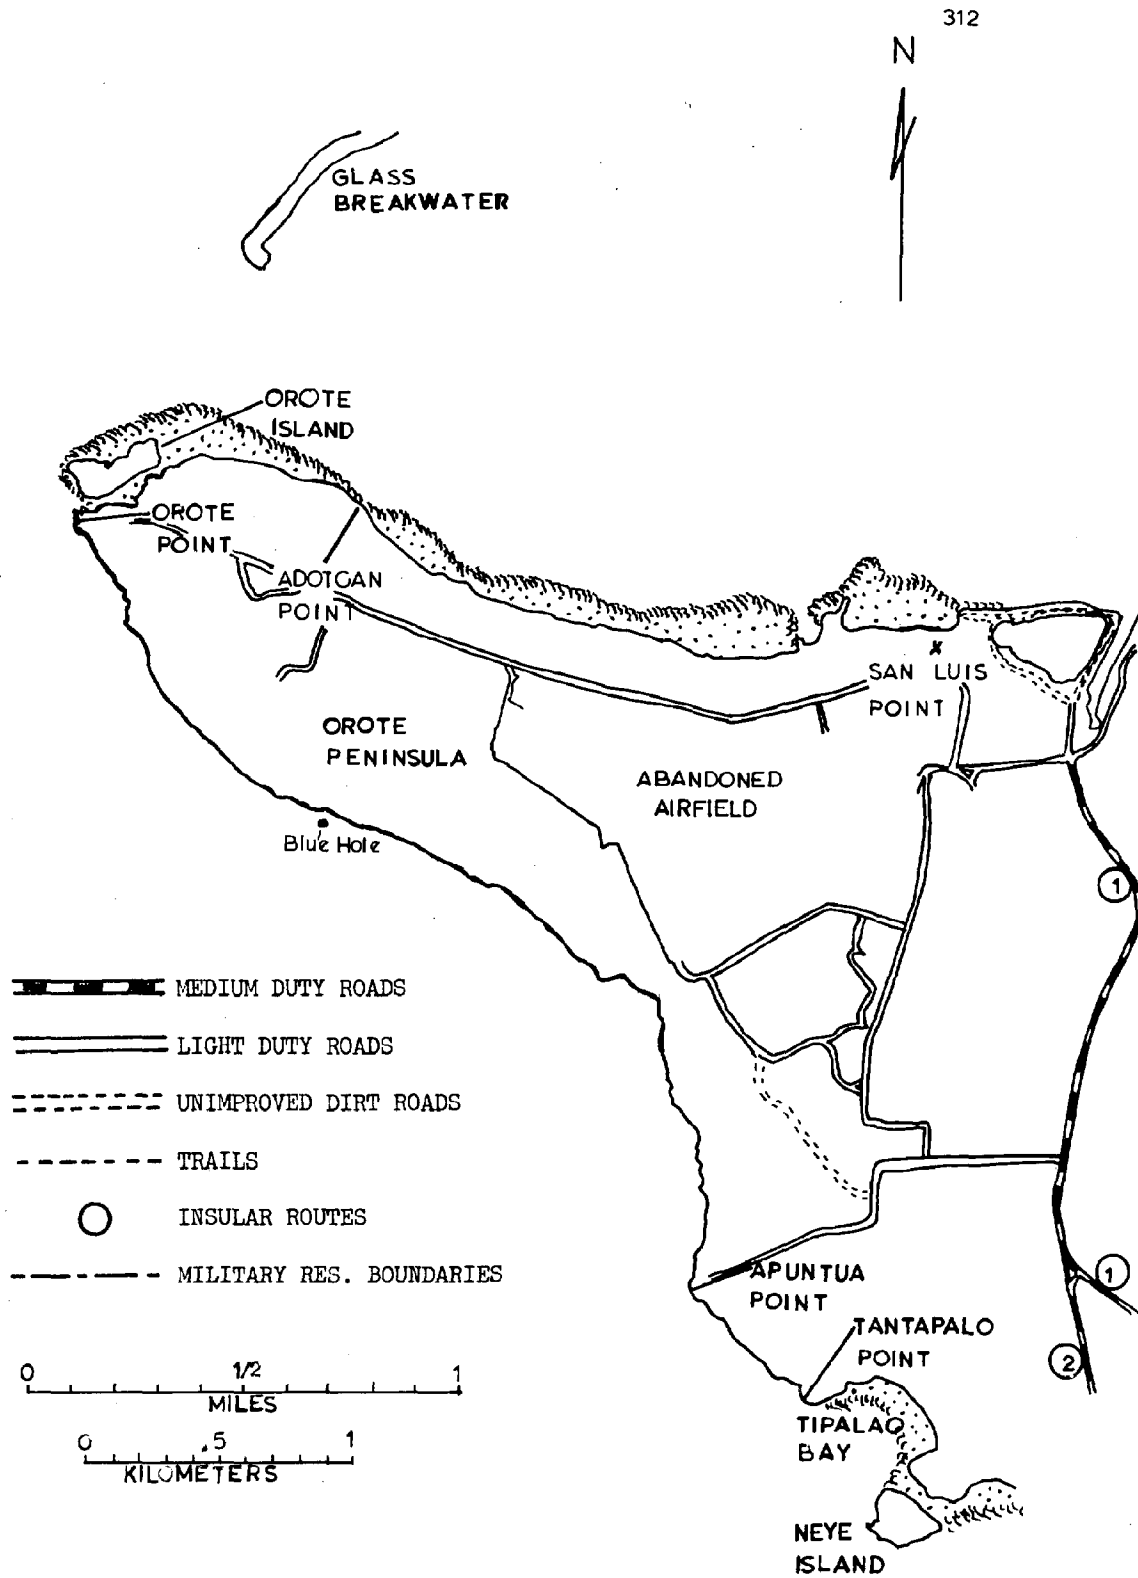 312
N
GLASS
BREAKWATER
OROTE
ISLAND
OROTE
POINT
ADOTGAN
POINT
SAN LUIS
POINT
OROTE
PENINSULA
ABANDONED
AIRFIELD
Blue Hole
1
MEDIUM DUTY ROADS
LIGHT DUTY ROADS
UNIMPROVED DIRT ROADS
TRAILS
INSULAR ROUTES
MILITARY RES. BOUNDARIES
APUNTUA
POINT
1
TANTAPALO
POINT
2
0 1/2 1
MILES
TIPALAO
BAY
0 .5 1
KILOMETERS
NEYE
ISLAND